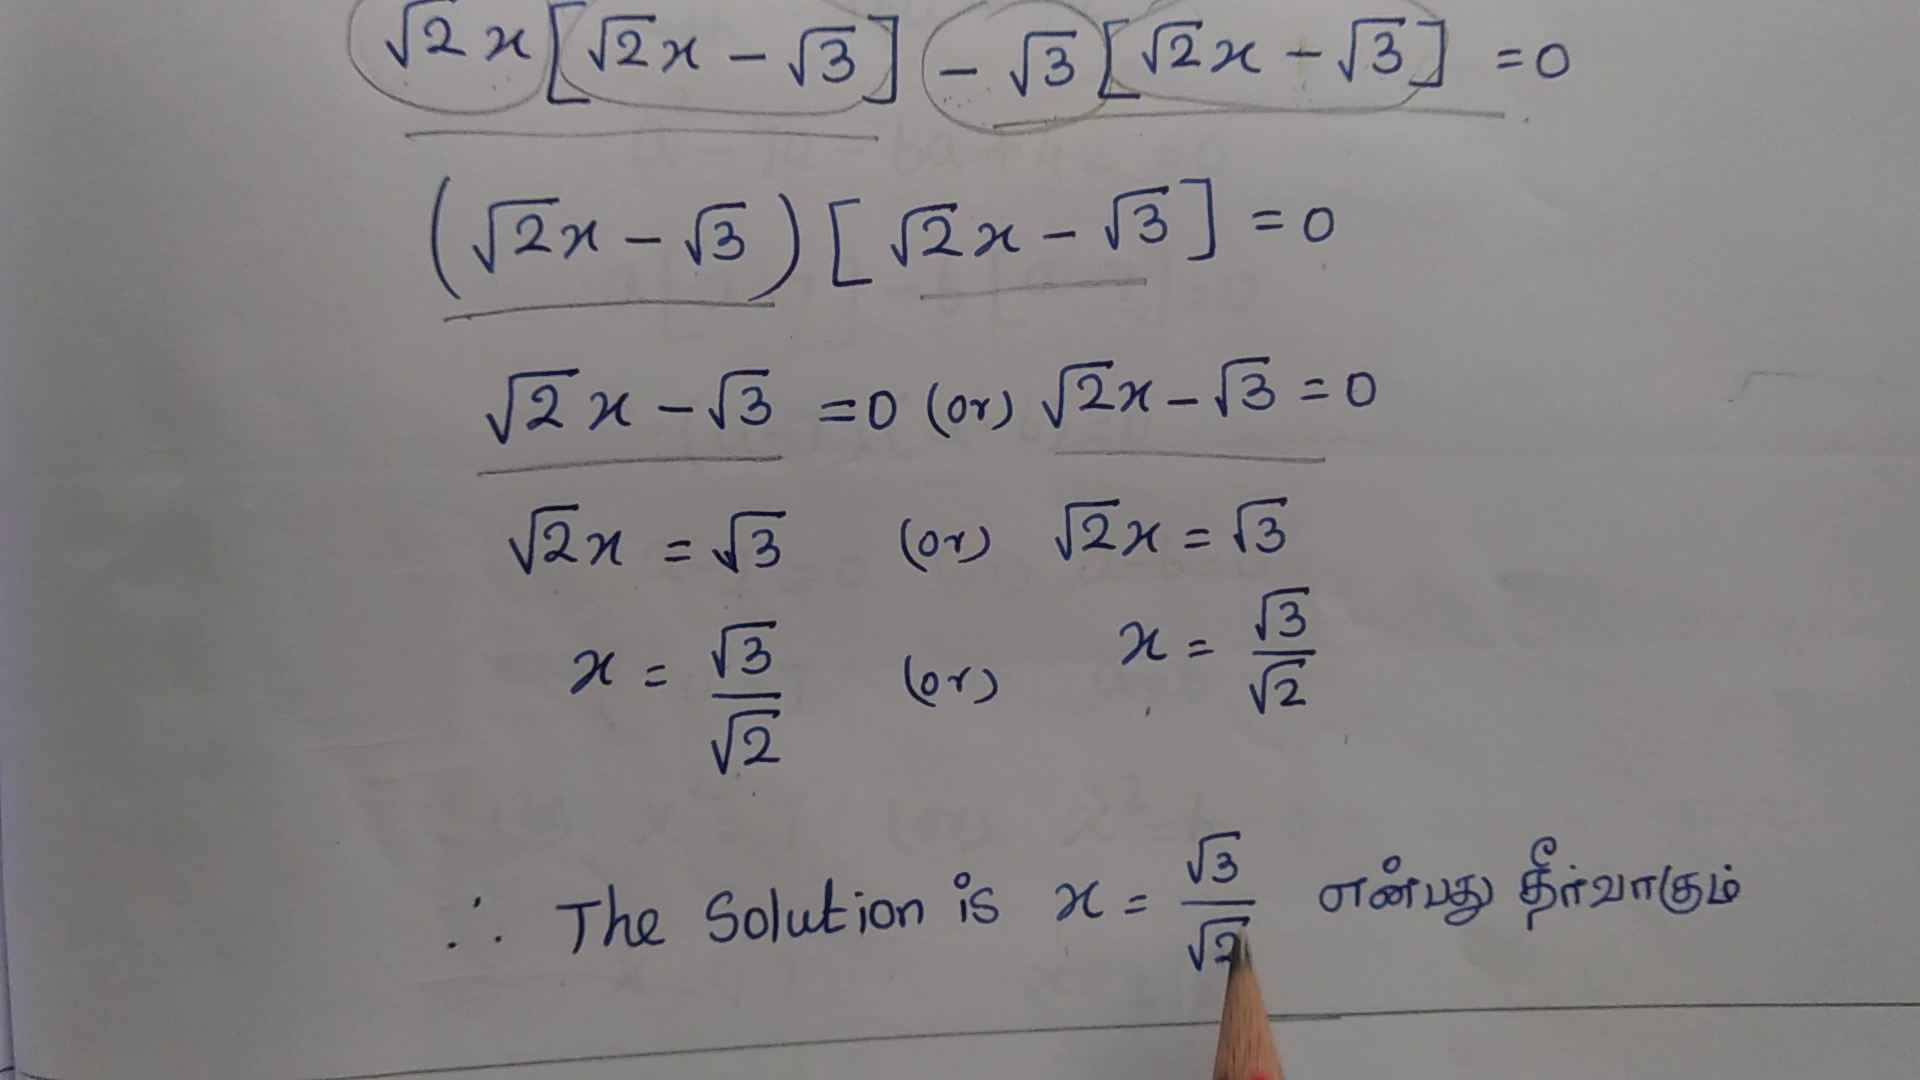 √2x[√2x - √3] - √3[√2x - √3] = 0
(√2x - √3)[√2x - √3] = 0
√2x - √3 = 0 (or) √2x - √3 = 0
√2x = √3 (or) √2x = √3
x = √3/√2 (or) x = √3/√2
∴ The Solution is x = √3/√2 என்பது தீர்வாகும்